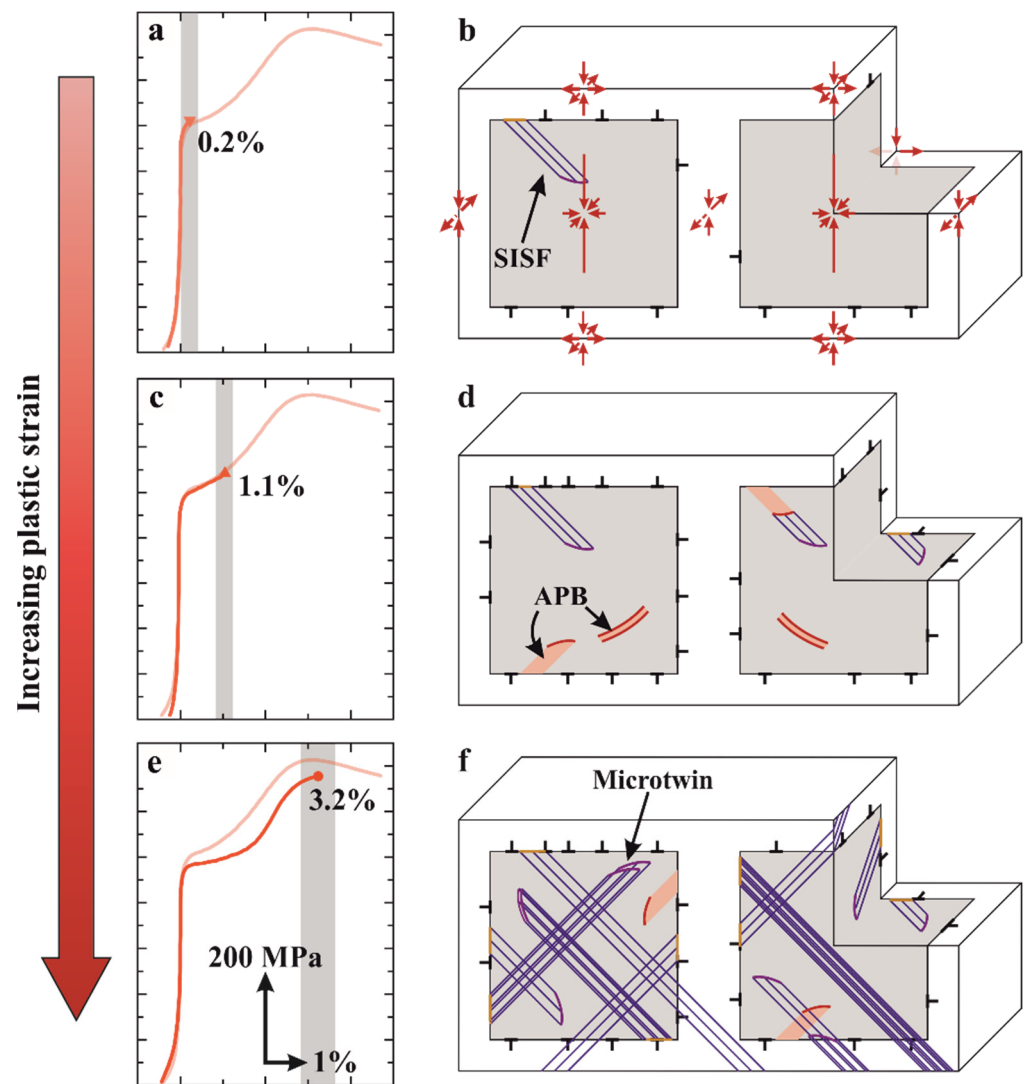 a
0.2%
b
SISF
Increasing plastic strain
c
1.1%
d
APB
e
3.2%
200 MPa
1%
f
Microtwin